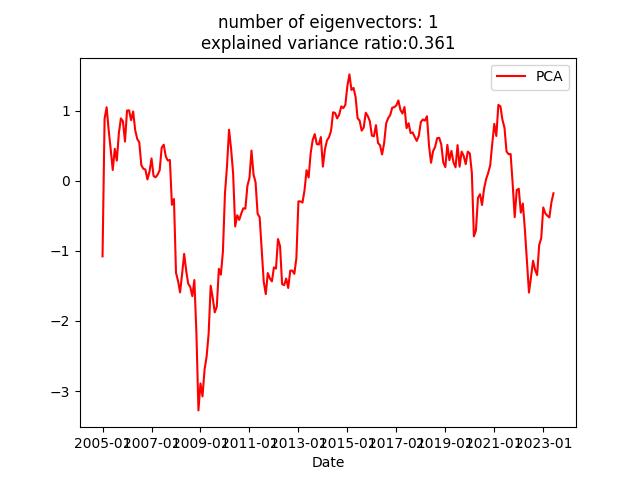 number of eigenvectors: 1
explained variance ratio:0.361
PCA
1
0
−1
−2
−3
2005-01 2007-01 2009-01 2011-01 2013-01 2015-01 2017-01 2019-01 2021-01 2023-01
Date